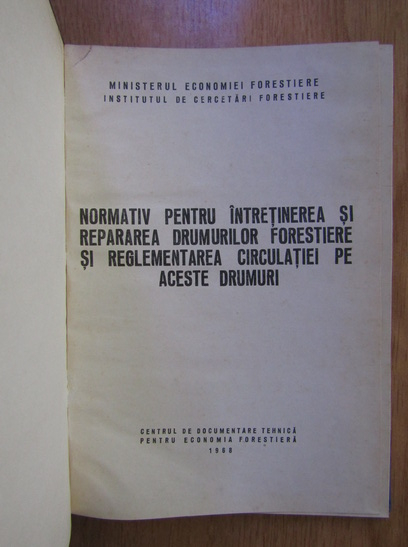 MINISTERUL ECONOMIEI FORESTIERE
INSTITUTUL DE CERCETĂRI FORESTIERE
NORMATIV PENTRU ÎNTREȚINEREA ȘI
REPARAREA DRUMURILOR FORESTIERE
ȘI REGLEMENTAREA CIRCULAȚIEI PE
ACESTE DRUMURI
CENTRUL DE DOCUMENTARE TEHNICĂ
PENTRU ECONOMIA FORESTIERĂ
1968